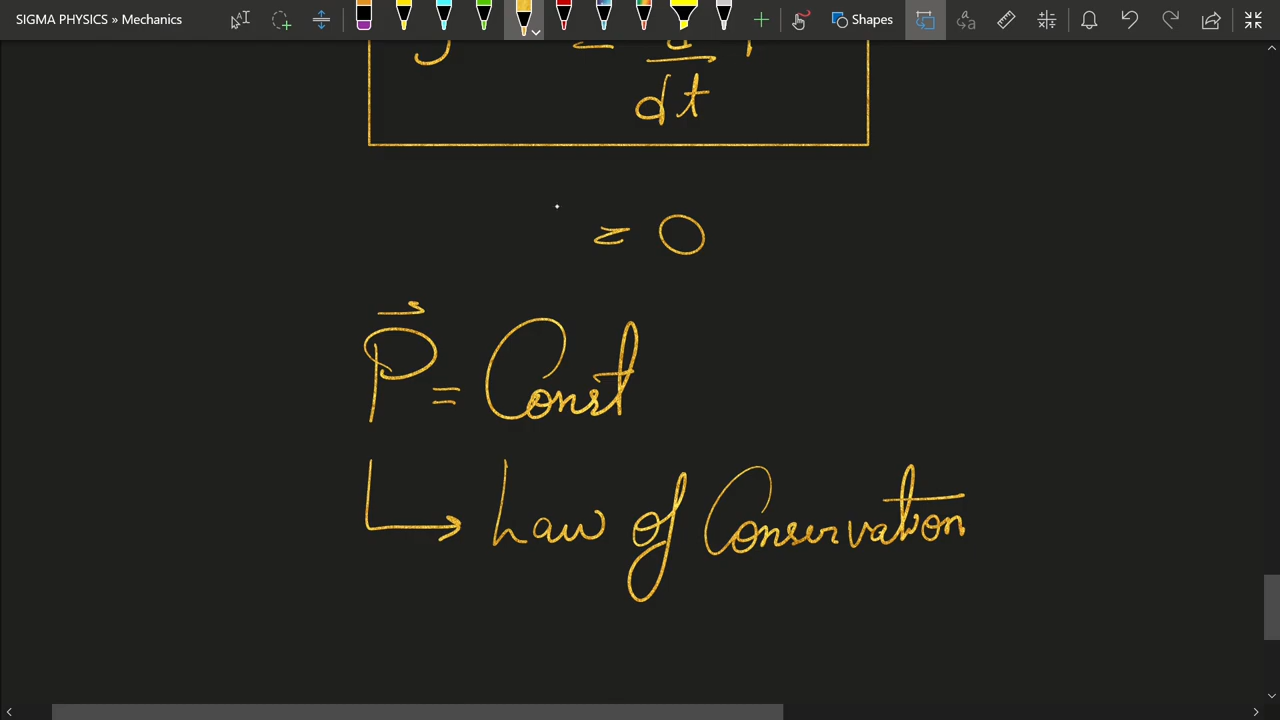 SIGMA PHYSICS » Mechanics
Shapes
dt
= 0
P⃗ = Const
Law of Conservation